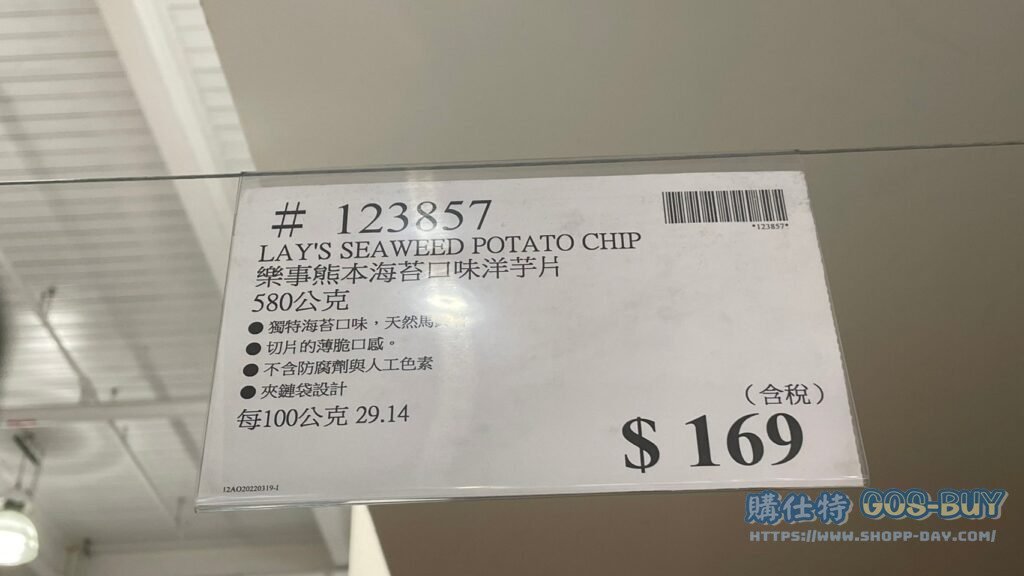 # 123857
*123857*
LAY'S SEAWEED POTATO CHIP
樂事熊本海苔口味洋芋片
580公克
● 獨特海苔口味，天然馬
● 切片的薄脆口感。
● 不含防腐劑與人工色素
● 夾鏈袋設計
每100公克 29.14
（含稅）
$ 169
12AO20220319-1
購仕特 GOS-BUY
HTTPS://WWW.SHOPP-DAY.COM/